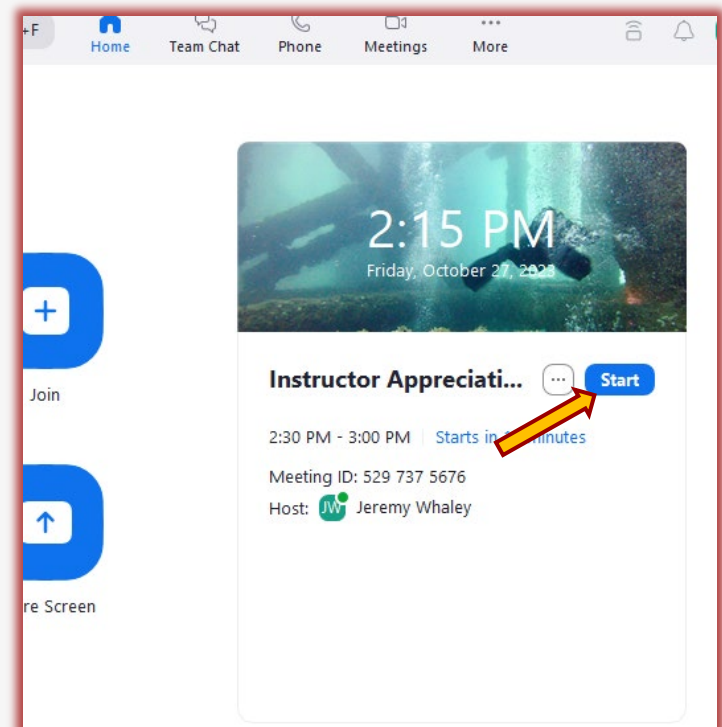 +F
Home
Team Chat
Phone
Meetings
More
2:15 PM
Friday, October 27, 2023
Join
Instructor Appreciati...
Start
2:30 PM - 3:00 PM
Starts in minutes
Meeting ID: 529 737 5676
Host: JW Jeremy Whaley
re Screen